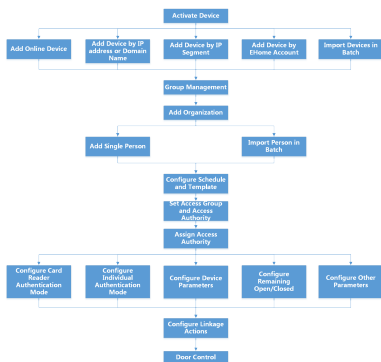 Activate Device
Add Online Device
Add Device by IP
address or Domain
Name
Add Device by IP
Segment
Add Device by
EHome Account
Import Devices in
Batch
Group Management
Add Organization
Add Single Person
Import Person in
Batch
Configure Schedule
and Template
Set Access Group
and Access
Authority
Assign Access
Authority
Configure Card
Reader
Authentication
Mode
Configure
Individual
Authentication
Mode
Configure Device
Parameters
Configure
Remaining
Open/Closed
Configure Other
Parameters
Configure Linkage
Actions
Door Control